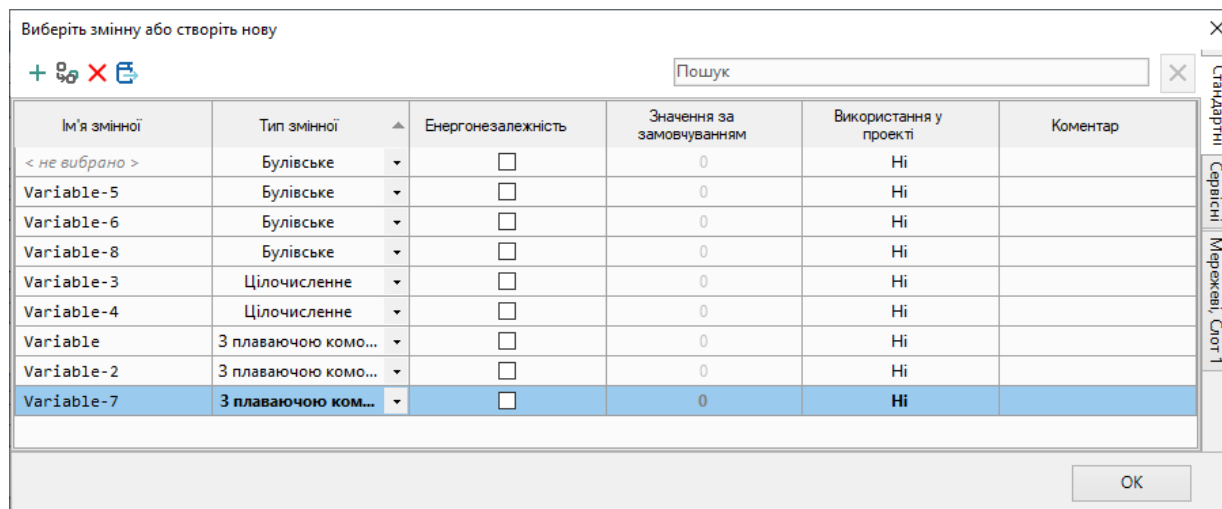 Виберіть змінну або створіть нову
Пошук
Ім'я змінної Тип змінної Енергонезалежність Значення за замовчуванням Використання у проекті Коментар
< не вибрано > Булівське 0 Ні
Variable-5 Булівське 0 Ні
Variable-6 Булівське 0 Ні
Variable-8 Булівське 0 Ні
Variable-3 Цілочисленне 0 Ні
Variable-4 Цілочисленне 0 Ні
Variable З плаваючою комо... 0 Ні
Variable-2 З плаваючою комо... 0 Ні
Variable-7 З плаваючою ком... 0 Ні
Стандартні
Сервісні
Мережеві, Слот 1
OK